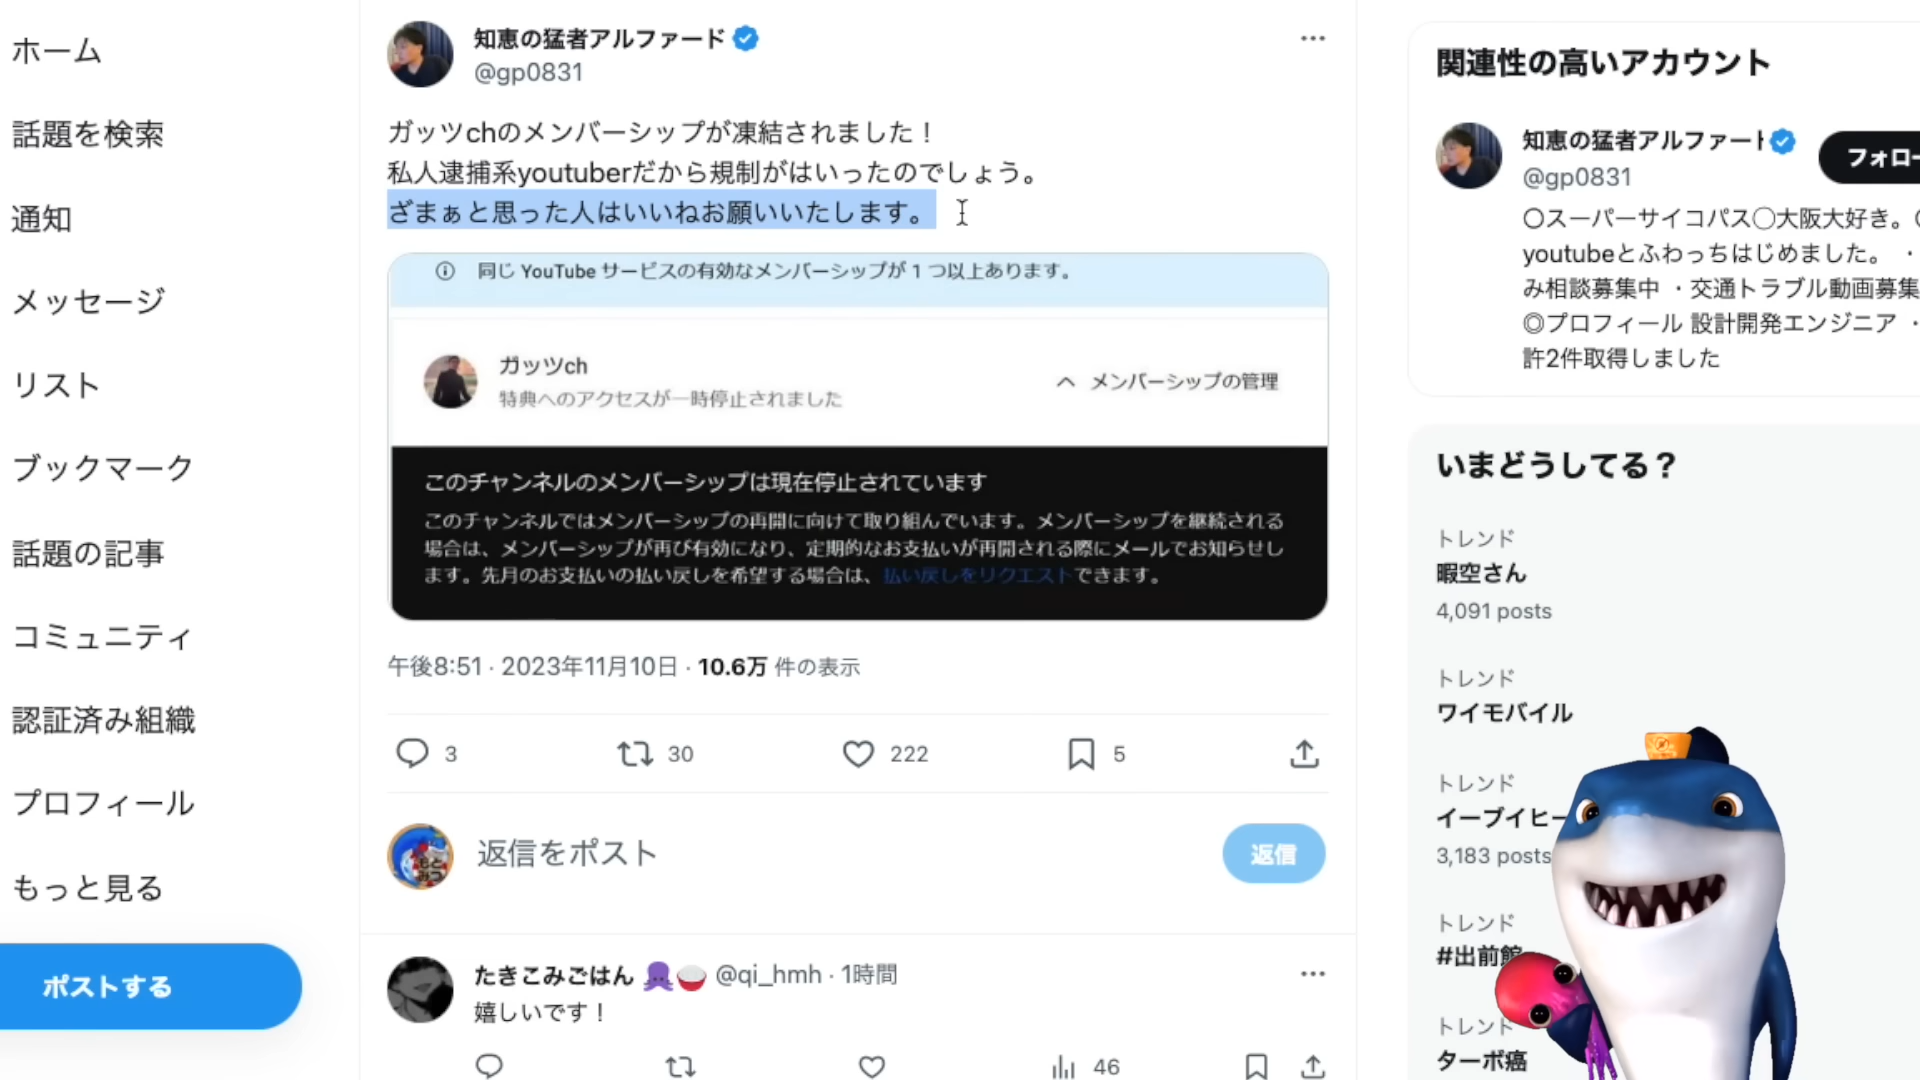 ホーム
話題を検索
通知
メッセージ
リスト
ブックマーク
話題の記事
コミュニティ
認証済み組織
プロフィール
もっと見る
ポストする
知恵の猛者アルファード
@gp0831
ガッツchのメンバーシップが凍結されました！
私人逮捕系youtuberだから規制がはいったのでしょう。
ざまぁと思った人はいいねお願いいたします。
同じ YouTube サービスの有効なメンバーシップが 1 つ以上あります。
ガッツch
特典へのアクセスが一時停止されました
メンバーシップの管理
このチャンネルのメンバーシップは現在停止されています
このチャンネルではメンバーシップの再開に向けて取り組んでいます。メンバーシップを継続される
場合は、メンバーシップが再び有効になり、定期的なお支払いが再開される際にメールでお知らせし
ます。先月のお支払いの払い戻しを希望する場合は、払い戻しをリクエストできます。
午後8:51 · 2023年11月10日 · 10.6万 件の表示
3
30
222
5
返信をポスト
返信
たきこみごはん @qi_hmh · 1時間
嬉しいです！
46
関連性の高いアカウント
知恵の猛者アルファード
@gp0831
フォロー
〇スーパーサイコパス〇大阪大好き。
youtubeとふわっちはじめました。 ・
み相談募集中 ・交通トラブル動画募集
◎プロフィール 設計開発エンジニア ・
許2件取得しました
いまどうしてる？
トレンド
暇空さん
4,091 posts
トレンド
ワイモバイル
トレンド
イーブイヒー
3,183 posts
トレンド
#出前館
トレンド
ターボ癌